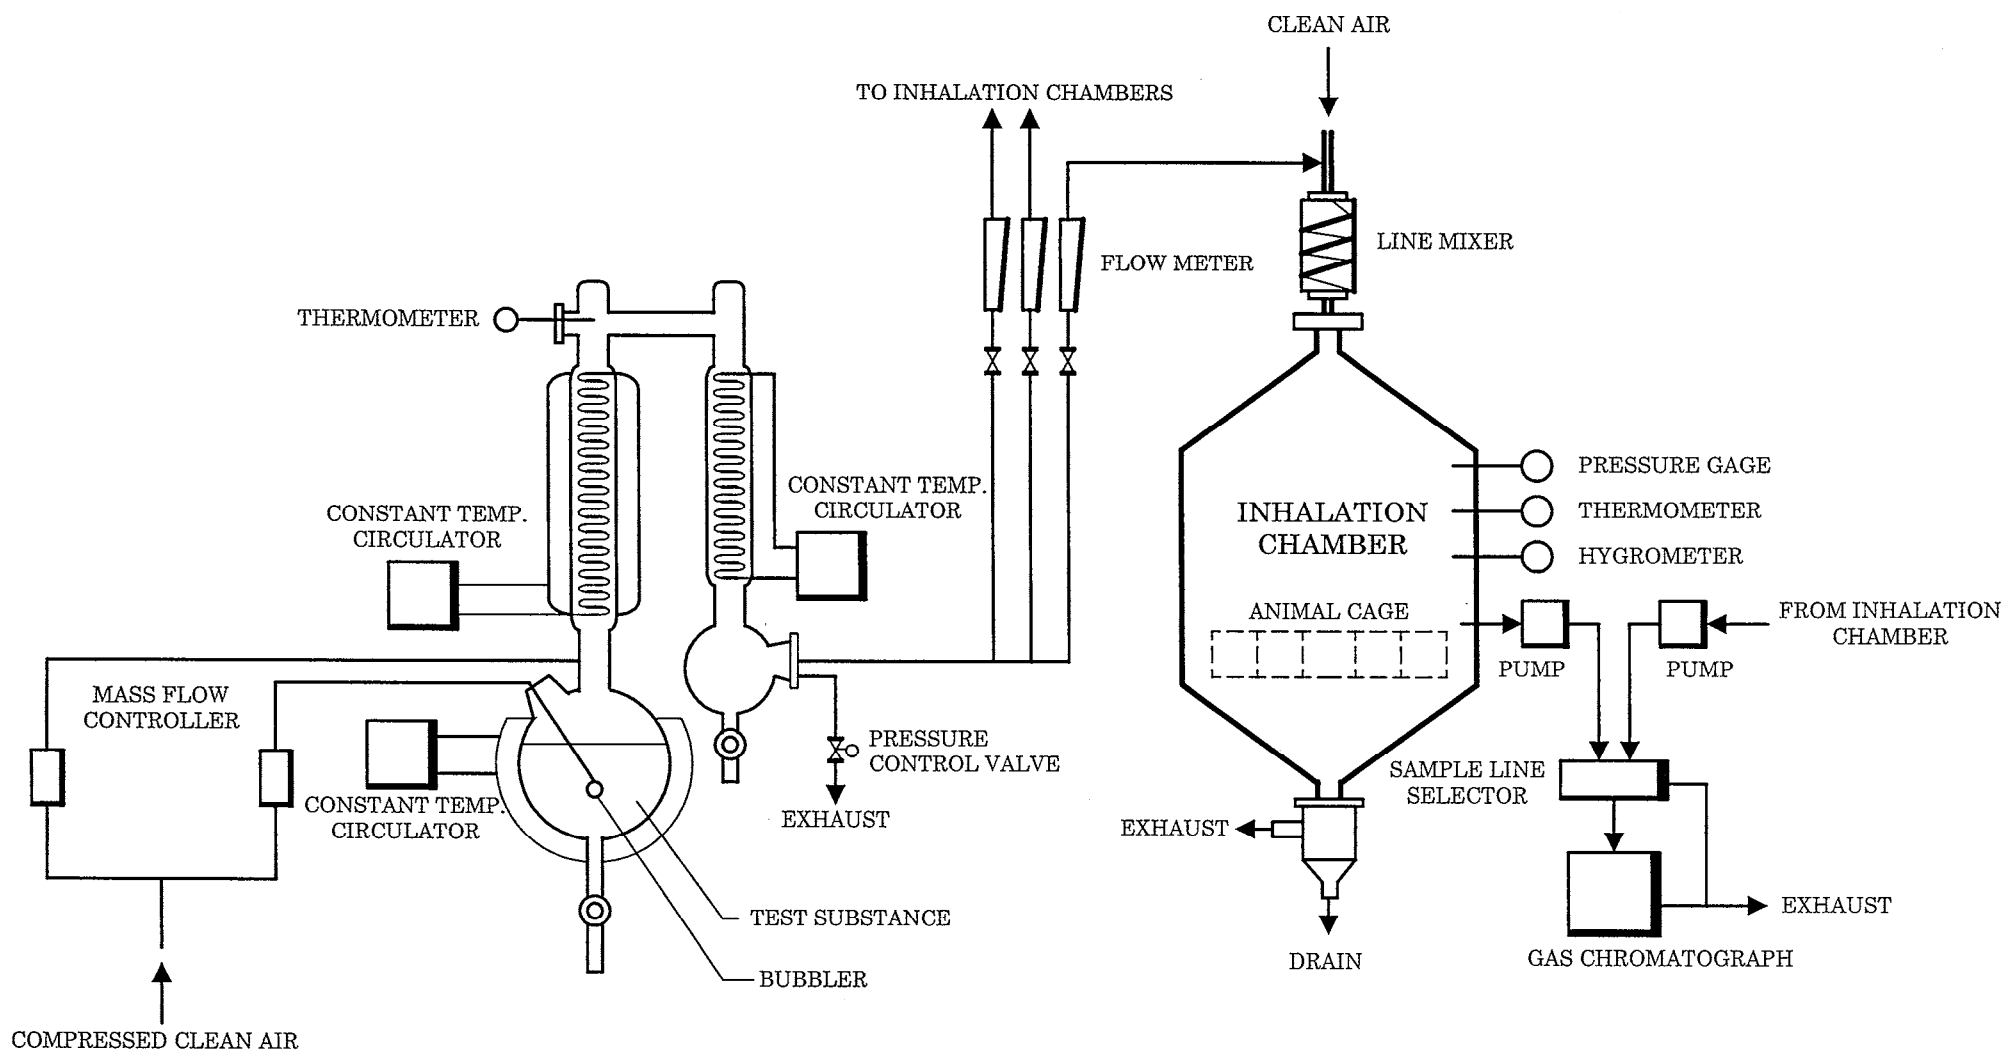 CLEAN AIR
TO INHALATION CHAMBERS
LINE MIXER
FLOW METER
THERMOMETER
CONSTANT TEMP.
CIRCULATOR
CONSTANT TEMP.
CIRCULATOR
INHALATION
CHAMBER
PRESSURE GAGE
THERMOMETER
HYGROMETER
ANIMAL CAGE
PUMP
PUMP
FROM INHALATION
CHAMBER
MASS FLOW
CONTROLLER
CONSTANT TEMP.
CIRCULATOR
PRESSURE
CONTROL VALVE
EXHAUST
SAMPLE LINE
SELECTOR
EXHAUST
TEST SUBSTANCE
BUBBLER
DRAIN
EXHAUST
GAS CHROMATOGRAPH
COMPRESSED CLEAN AIR